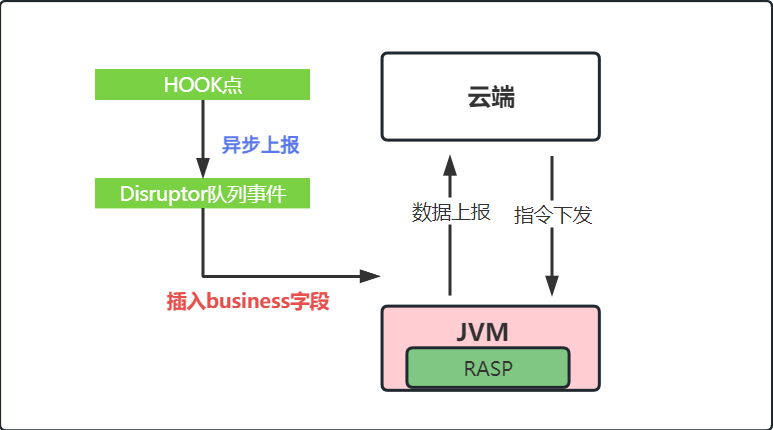 HOOK点
异步上报
Disruptor队列事件
插入business字段
云端
数据上报
指令下发
JVM
RASP